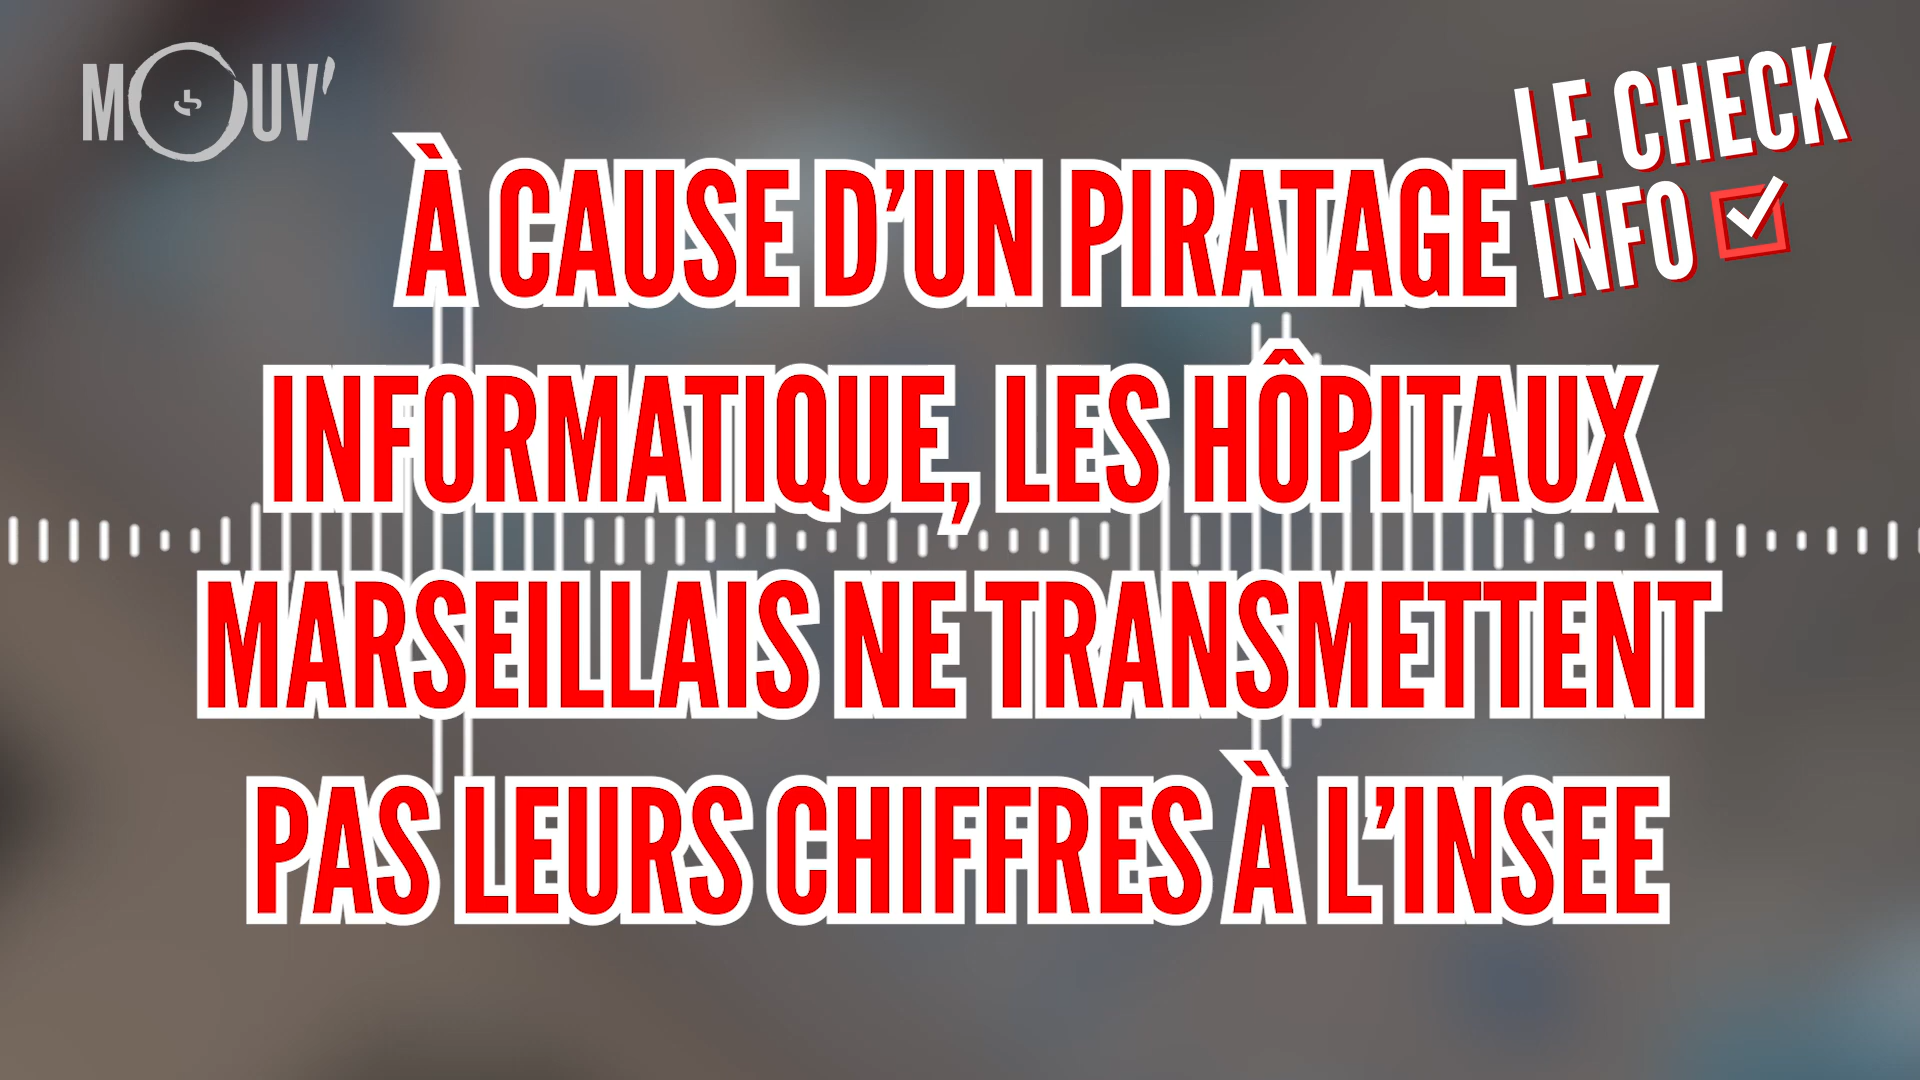 MOUV'
LE CHECK
INFO
À CAUSE D’UN PIRATAGE
INFORMATIQUE, LES HÔPITAUX
MARSEILLAIS NE TRANSMETTENT
PAS LEURS CHIFFRES À L’INSEE